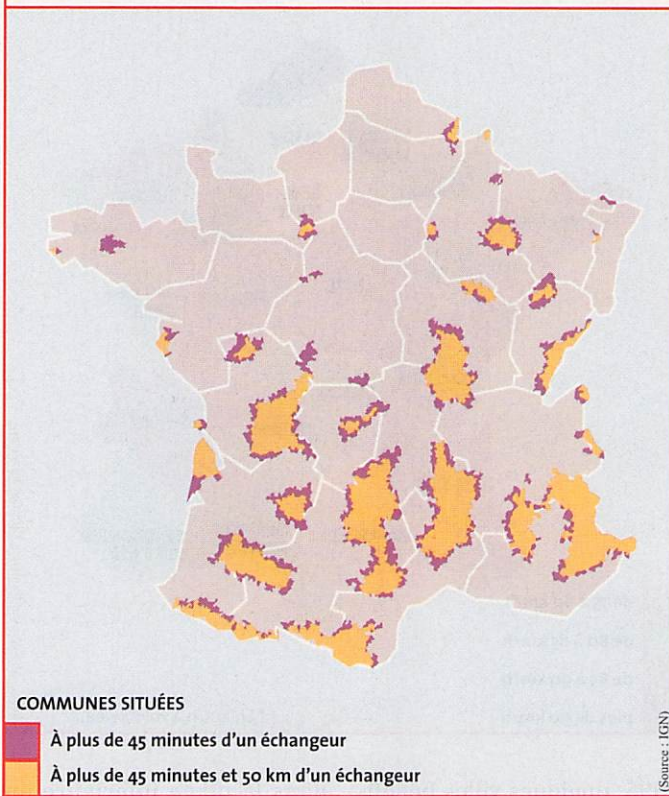 COMMUNES SITUÉES
À plus de 45 minutes d'un échangeur
À plus de 45 minutes et 50 km d'un échangeur
(Source : IGN)